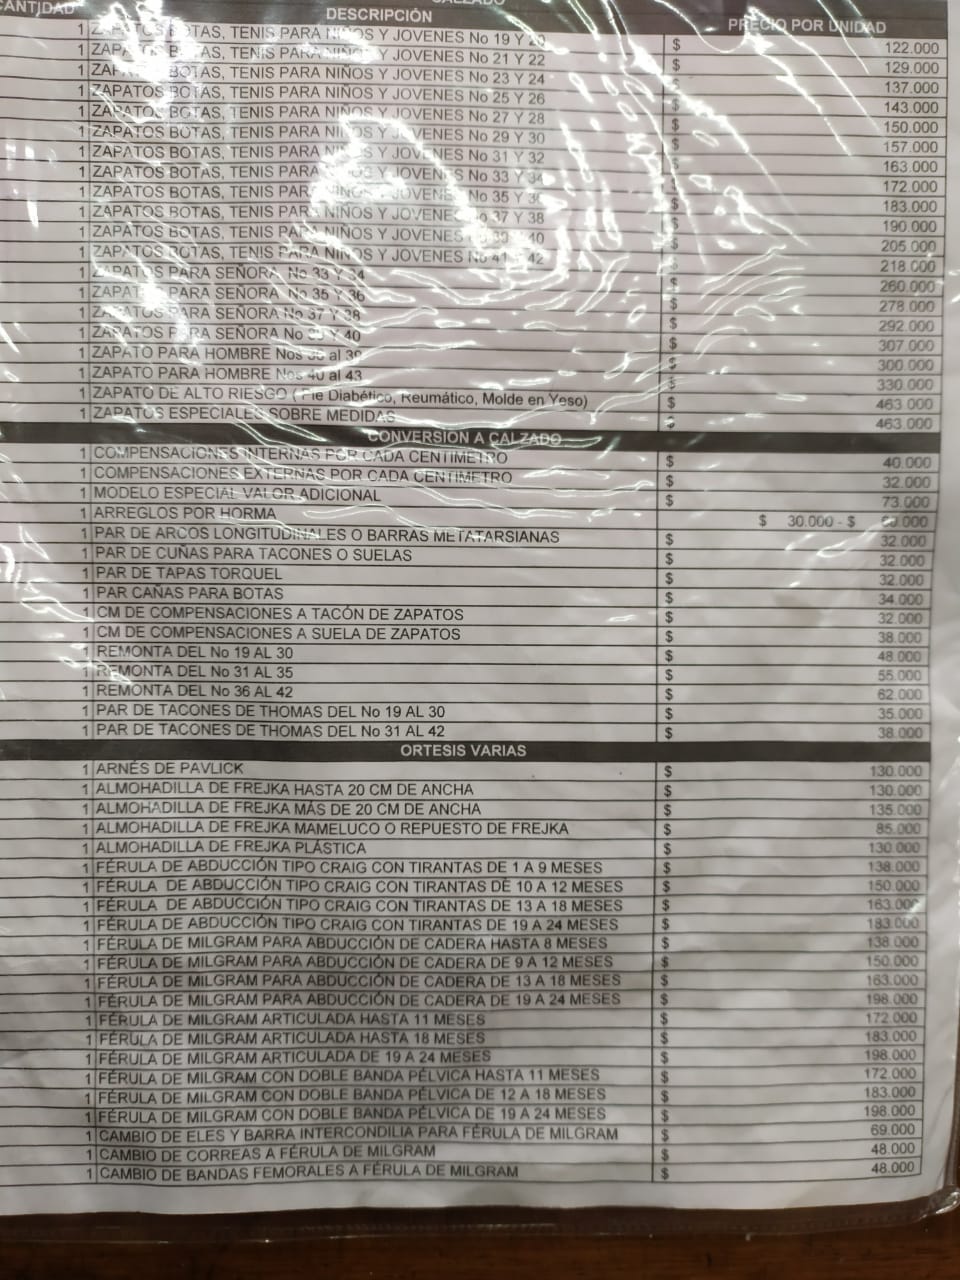 CANTIDAD DESCRIPCIÓN PRECIO POR UNIDAD
1 ZAPATOS BOTAS, TENIS PARA NIÑOS Y JOVENES No 19 Y 20 $ 122.000
1 ZAPATOS BOTAS, TENIS PARA NIÑOS Y JOVENES No 21 Y 22 $ 129.000
1 ZAPATOS BOTAS, TENIS PARA NIÑOS Y JOVENES No 23 Y 24 $ 137.000
1 ZAPATOS BOTAS, TENIS PARA NIÑOS Y JOVENES No 25 Y 26 $ 143.000
1 ZAPATOS BOTAS, TENIS PARA NIÑOS Y JOVENES No 27 Y 28 $ 150.000
1 ZAPATOS BOTAS, TENIS PARA NIÑOS Y JOVENES No 29 Y 30 $ 157.000
1 ZAPATOS BOTAS, TENIS PARA NIÑOS Y JOVENES No 31 Y 32 $ 163.000
1 ZAPATOS BOTAS, TENIS PARA NIÑOS Y JOVENES No 33 Y 34 $ 172.000
1 ZAPATOS BOTAS, TENIS PARA NIÑOS Y JOVENES No 35 Y 36 $ 183.000
1 ZAPATOS BOTAS, TENIS PARA NIÑOS Y JOVENES No 37 Y 38 $ 190.000
1 ZAPATOS BOTAS, TENIS PARA NIÑOS Y JOVENES No 39 Y 40 $ 205.000
1 ZAPATOS BOTAS, TENIS PARA NIÑOS Y JOVENES No 41 Y 42 $ 218.000
1 ZAPATOS PARA SEÑORA No 33 Y 34 $ 260.000
1 ZAPATOS PARA SEÑORA No 35 Y 36 $ 278.000
1 ZAPATOS PARA SEÑORA No 37 Y 38 $ 292.000
1 ZAPATOS PARA SEÑORA No 39 Y 40 $ 307.000
1 ZAPATO PARA HOMBRE Nos al 39 $ 300.000
1 ZAPATO PARA HOMBRE Nos 40 al 43 $ 330.000
1 ZAPATO DE ALTO RIESGO ( Pie Diabético, Reumático, Molde en Yeso) $ 463.000
1 ZAPATOS ESPECIALES SOBRE MEDIDAS $ 463.000
CONVERSION A CALZADO
1 COMPENSACIONES INTERNAS POR CADA CENTIMETRO $ 40.000
1 COMPENSACIONES EXTERNAS POR CADA CENTIMETRO $ 32.000
1 MODELO ESPECIAL VALOR ADICIONAL $ 73.000
1 ARREGLOS POR HORMA $ 30.000 - $
1 PAR DE ARCOS LONGITUDINALES O BARRAS METATARSIANAS $ 32.000
1 PAR DE CUÑAS PARA TACONES O SUELAS $ 32.000
1 PAR DE TAPAS TORQUEL $ 32.000
1 PAR CAÑAS PARA BOTAS $ 34.000
1 CM DE COMPENSACIONES A TACÓN DE ZAPATOS $ 32.000
1 CM DE COMPENSACIONES A SUELA DE ZAPATOS $ 38.000
1 REMONTA DEL No 19 AL 30 $ 48.000
1 REMONTA DEL No 31 AL 35 $ 55.000
1 REMONTA DEL No 36 AL 42 $ 62.000
1 PAR DE TACONES DE THOMAS DEL No 19 AL 30 $ 35.000
1 PAR DE TACONES DE THOMAS DEL No 31 AL 42 $ 38.000
ORTESIS VARIAS
1 ARNÉS DE PAVLICK $ 130.000
1 ALMOHADILLA DE FREJKA HASTA 20 CM DE ANCHA $ 130.000
1 ALMOHADILLA DE FREJKA MÁS DE 20 CM DE ANCHA $ 135.000
1 ALMOHADILLA DE FREJKA MAMELUCO O REPUESTO DE FREJKA $ 85.000
1 ALMOHADILLA DE FREJKA PLÁSTICA $ 130.000
1 FÉRULA DE ABDUCCIÓN TIPO CRAIG CON TIRANTAS DE 1 A 9 MESES $ 138.000
1 FÉRULA DE ABDUCCIÓN TIPO CRAIG CON TIRANTAS DE 10 A 12 MESES $ 150.000
1 FÉRULA DE ABDUCCIÓN TIPO CRAIG CON TIRANTAS DE 13 A 18 MESES $ 163.000
1 FÉRULA DE ABDUCCIÓN TIPO CRAIG CON TIRANTAS DE 19 A 24 MESES $ 183.000
1 FÉRULA DE MILGRAM PARA ABDUCCIÓN DE CADERA HASTA 8 MESES $ 138.000
1 FÉRULA DE MILGRAM PARA ABDUCCIÓN DE CADERA DE 9 A 12 MESES $ 150.000
1 FÉRULA DE MILGRAM PARA ABDUCCIÓN DE CADERA DE 13 A 18 MESES $ 163.000
1 FÉRULA DE MILGRAM PARA ABDUCCIÓN DE CADERA DE 19 A 24 MESES $ 198.000
1 FÉRULA DE MILGRAM ARTICULADA HASTA 11 MESES $ 172.000
1 FÉRULA DE MILGRAM ARTICULADA HASTA 18 MESES $ 183.000
1 FÉRULA DE MILGRAM ARTICULADA DE 19 A 24 MESES $ 198.000
1 FÉRULA DE MILGRAM CON DOBLE BANDA PÉLVICA HASTA 11 MESES $ 172.000
1 FÉRULA DE MILGRAM CON DOBLE BANDA PÉLVICA DE 12 A 18 MESES $ 183.000
1 FÉRULA DE MILGRAM CON DOBLE BANDA PÉLVICA DE 19 A 24 MESES $ 198.000
1 CAMBIO DE ELES Y BARRA INTERCONDILIA PARA FÉRULA DE MILGRAM $ 69.000
1 CAMBIO DE CORREAS A FÉRULA DE MILGRAM $ 48.000
1 CAMBIO DE BANDAS FEMORALES A FÉRULA DE MILGRAM $ 48.000